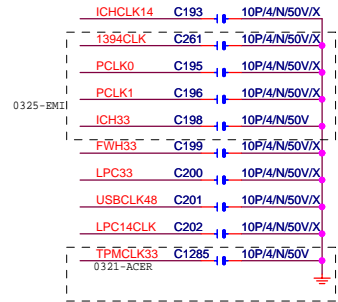 ICHCLK14 C193 10P/4/N/50V/X
1394CLK C261 10P/4/N/50V/X
PCLK0 C195 10P/4/N/50V/X
PCLK1 C196 10P/4/N/50V/X
0325-EMI
ICH33 C198 10P/4/N/50V
FWH33 C199 10P/4/N/50V/X
LPC33 C200 10P/4/N/50V/X
USBCLK48 C201 10P/4/N/50V/X
LPC14CLK C202 10P/4/N/50V/X
TPMCLK33 C1285 10P/4/N/50V/X
0321-ACER